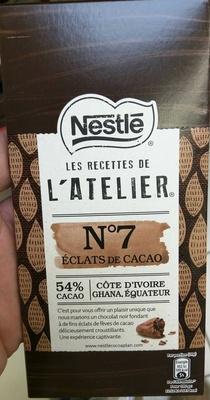 Nestlé®
LES RECETTES DE
L'ATELIER®
N°7
ÉCLATS DE CACAO
54%
CACAO
CÔTE D'IVOIRE
GHANA, ÉQUATEUR
C'est pour vous offrir un plaisir unique que
nous marions un chocolat noir fondant
à de fins éclats de fèves de cacao
délicieusement croustillants.
Une expérience captivante.
www.nestlecocoaplan.com